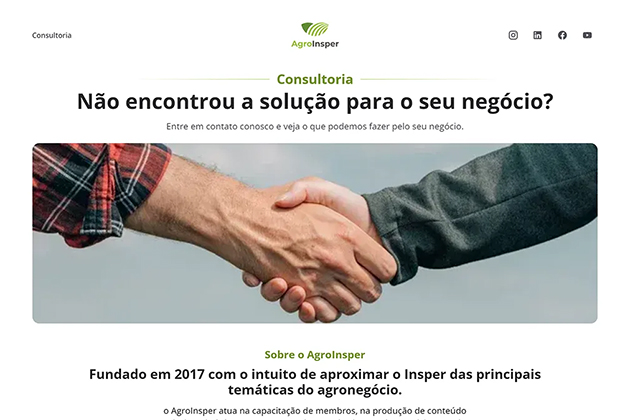 Consultoria
AgroInsper
Consultoria
Não encontrou a solução para o seu negócio?
Entre em contato conosco e veja o que podemos fazer pelo seu negócio.
Sobre o AgroInsper
Fundado em 2017 com o intuito de aproximar o Insper das principais
temáticas do agronegócio.
o AgroInsper atua na capacitação de membros, na produção de conteúdo